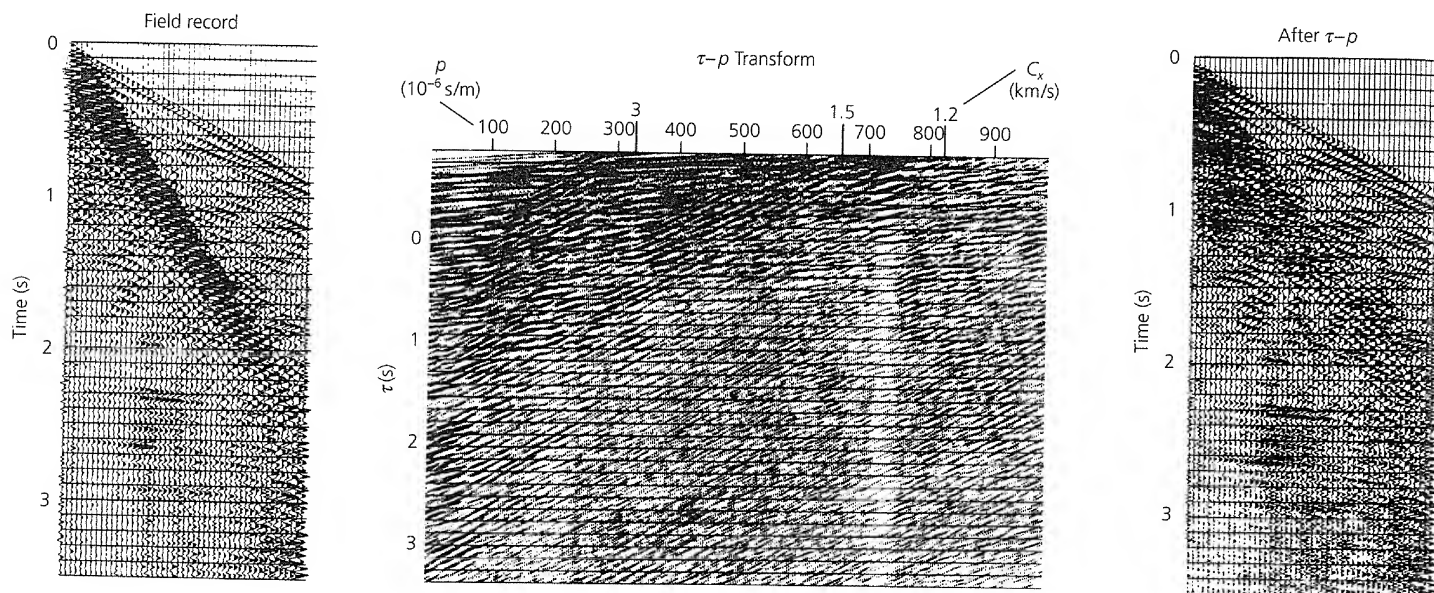 Field record
0
1
2
3
Time (s)
τ–p Transform
p
(10⁻⁶ s/m)
C_x
(km/s)
3
1.5
1.2
100 200 300 400 500 600 700 800 900
0
1
2
3
τ (s)
After τ–p
0
1
2
3
Time (s)